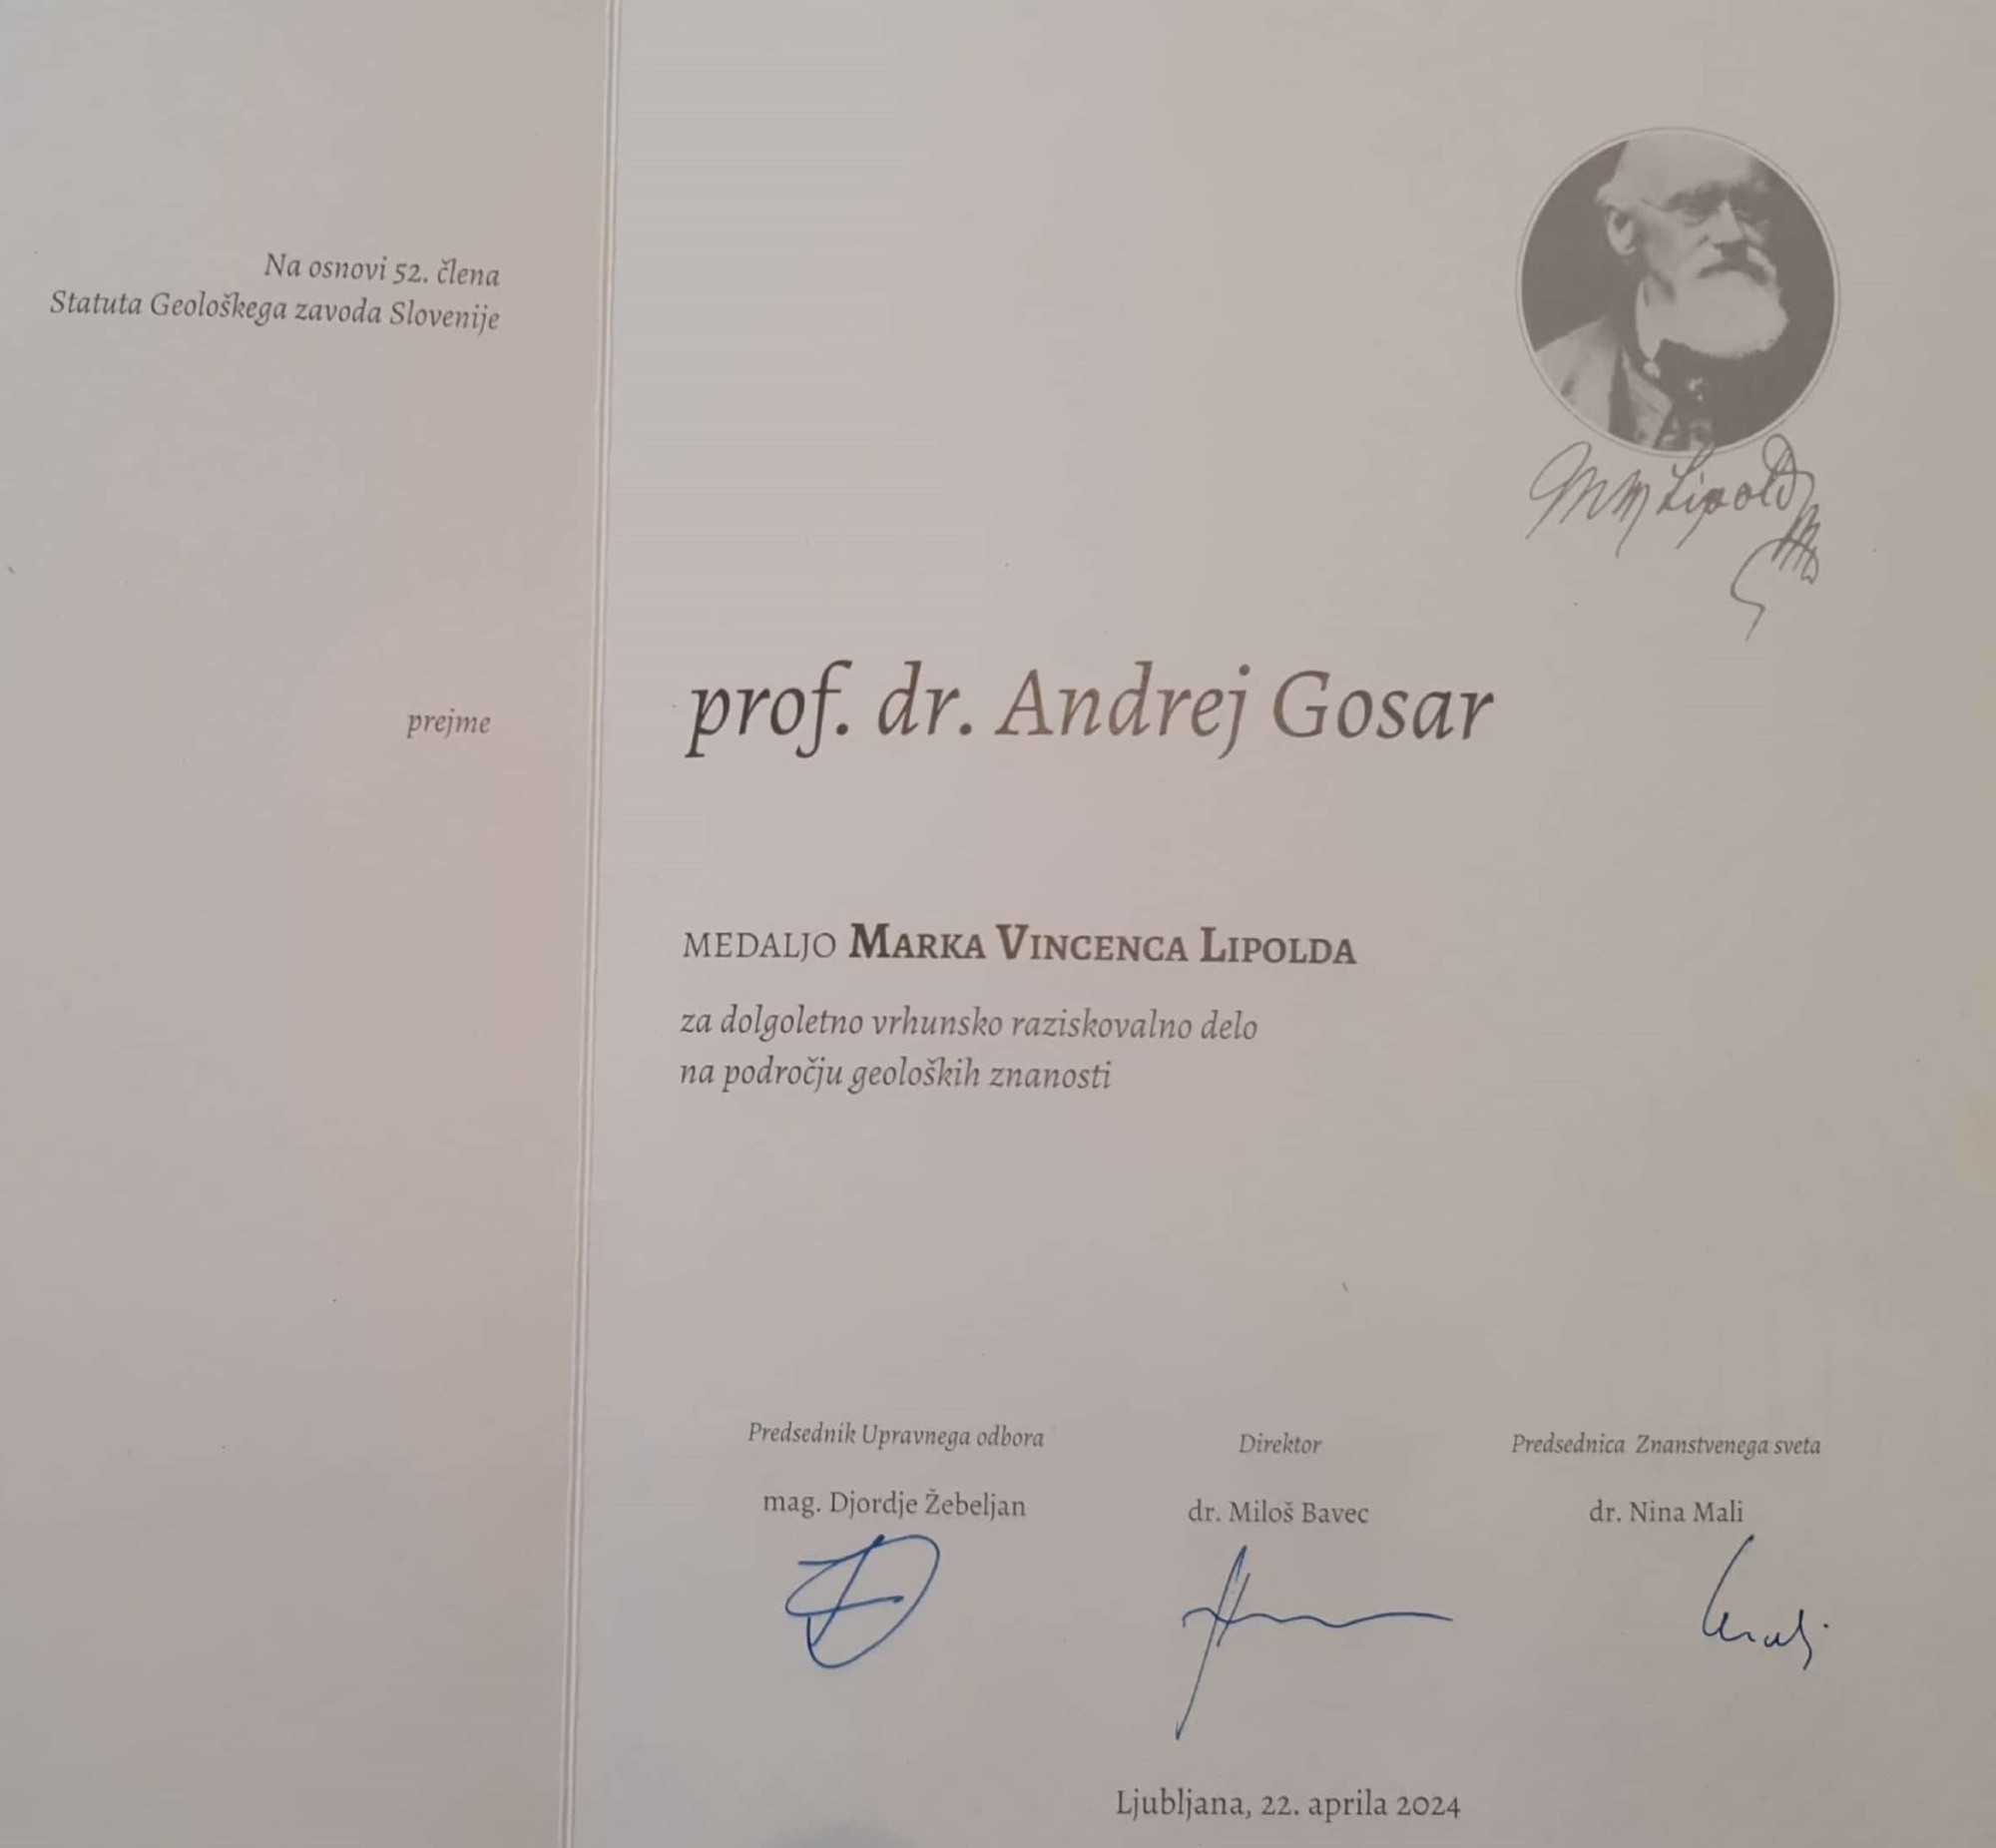 Na osnovi 52. člena
Statuta Geološkega zavoda Slovenije
M V Lipold
prejme
prof. dr. Andrej Gosar
MEDALJO MARKA VINCENCA LIPOLDA
za dolgoletno vrhunsko raziskovalno delo
na področju geoloških znanosti
Predsednik Upravnega odbora
mag. Djordje Žebeljan
Direktor
dr. Miloš Bavec
Predsednica Znanstvenega sveta
dr. Nina Mali
Ljubljana, 22. aprila 2024